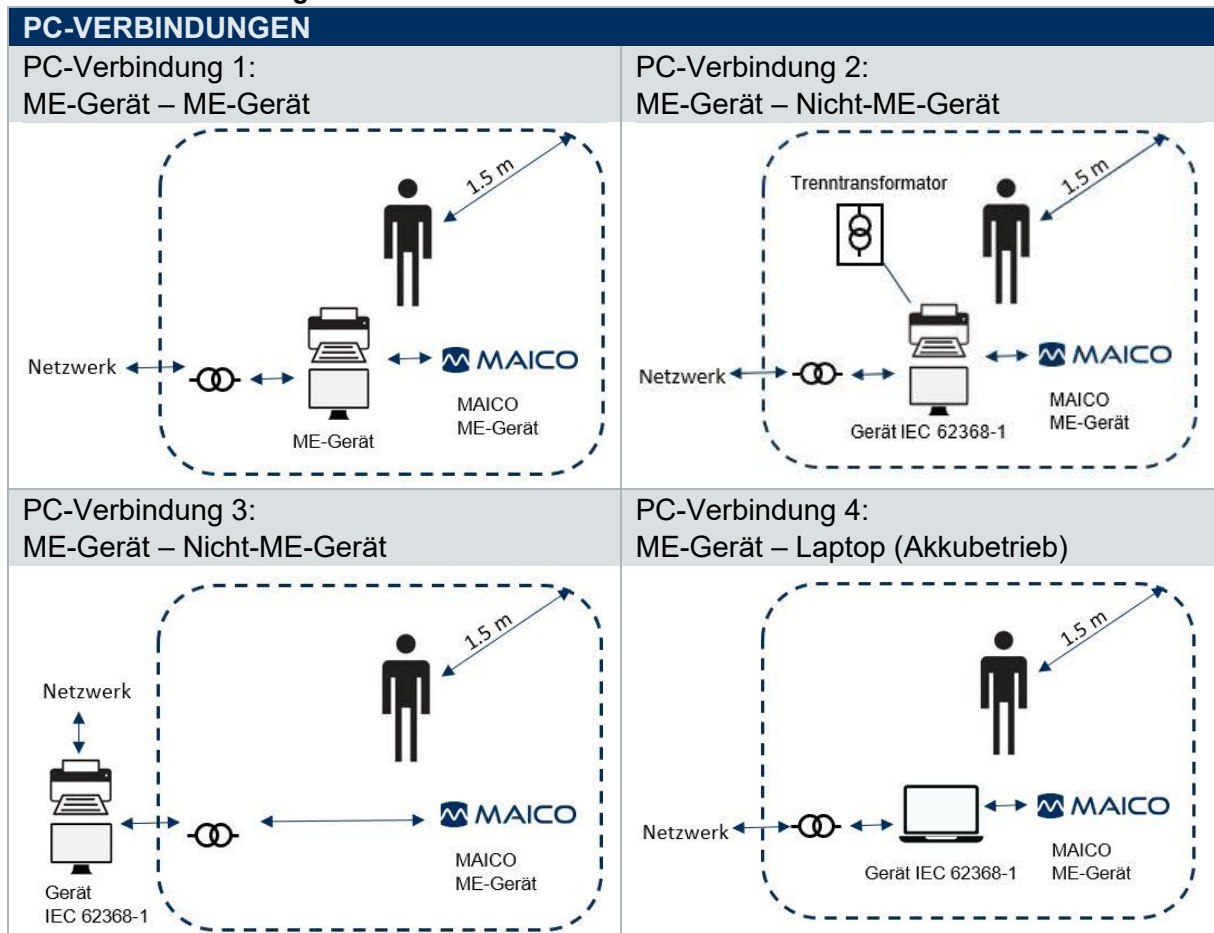 PC-VERBINDUNGEN
PC-Verbindung 1:
ME-Gerät – ME-Gerät
PC-Verbindung 2:
ME-Gerät – Nicht-ME-Gerät
1.5 m
Netzwerk
MAICO
ME-Gerät
MAICO
ME-Gerät
Trenntransformator
1.5 m
Netzwerk
MAICO
Gerät IEC 62368-1
MAICO
ME-Gerät
PC-Verbindung 3:
ME-Gerät – Nicht-ME-Gerät
PC-Verbindung 4:
ME-Gerät – Laptop (Akkubetrieb)
1.5 m
Netzwerk
MAICO
Gerät
IEC 62368-1
MAICO
ME-Gerät
1.5 m
Netzwerk
MAICO
Gerät IEC 62368-1
MAICO
ME-Gerät